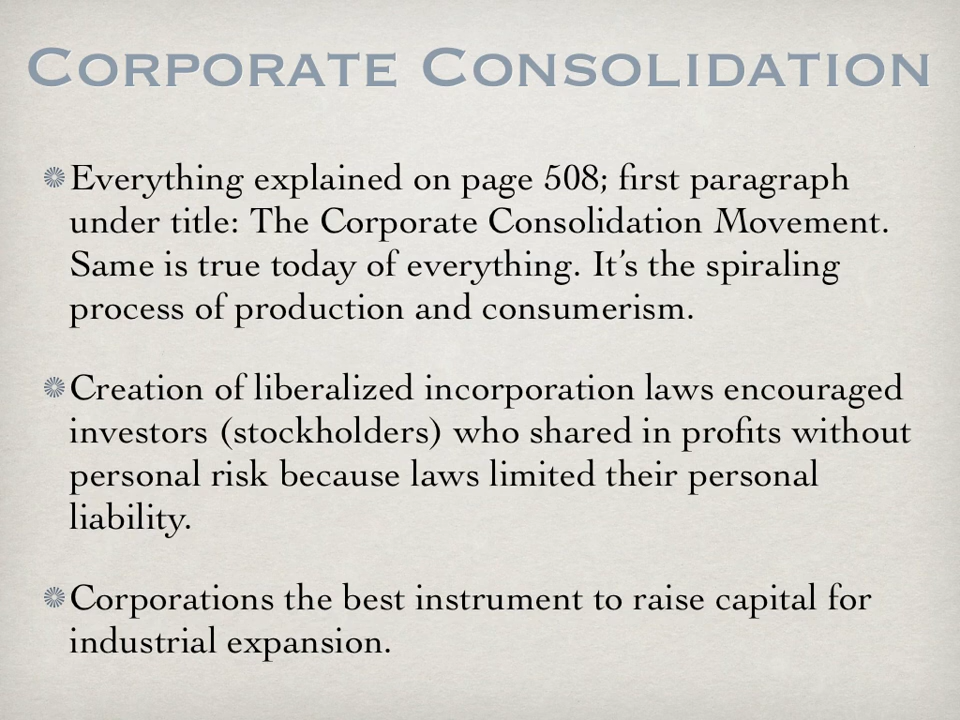 Corporate Consolidation
Everything explained on page 508; first paragraph
under title: The Corporate Consolidation Movement.
Same is true today of everything. It’s the spiraling
process of production and consumerism.
Creation of liberalized incorporation laws encouraged
investors (stockholders) who shared in profits without
personal risk because laws limited their personal
liability.
Corporations the best instrument to raise capital for
industrial expansion.